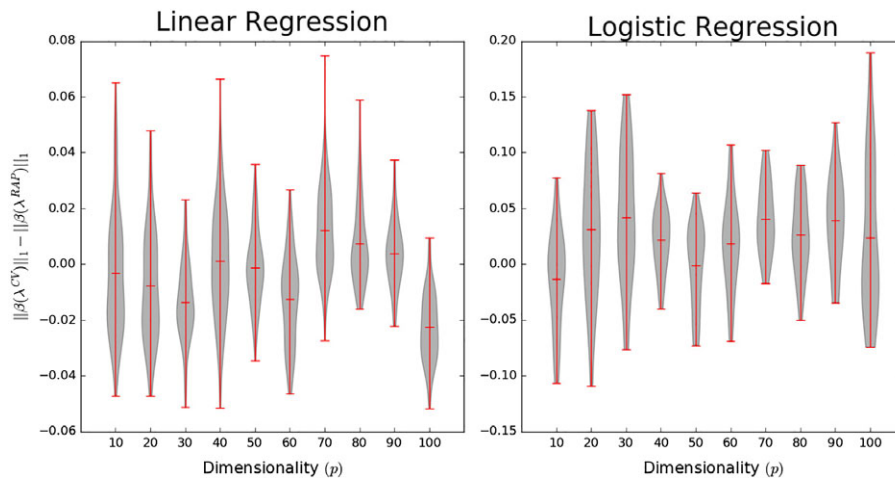 Linear Regression
0.08
0.06
0.04
0.02
0.00
−0.02
−0.04
−0.06
||β(λ^{CV})||_1 − ||β(λ^{RAP})||_1
10 20 30 40 50 60 70 80 90 100
Dimensionality (p)
Logistic Regression
0.20
0.15
0.10
0.05
0.00
−0.05
−0.10
−0.15
10 20 30 40 50 60 70 80 90 100
Dimensionality (p)